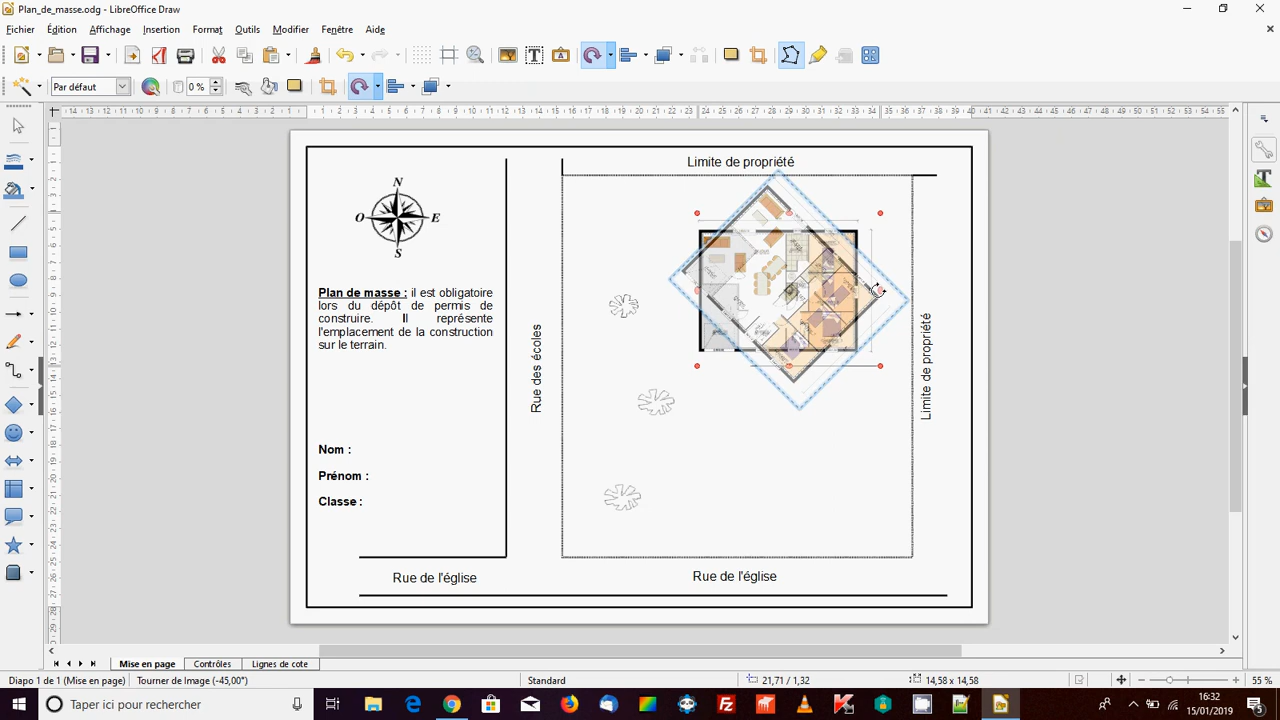 Plan_de_masse.odg - LibreOffice Draw
Fichier Édition Affichage Insertion Format Outils Modifier Fenêtre Aide
Par défaut 0 %
Limite de propriété
N
O E
S
Plan de masse : il est obligatoire
lors du dépôt de permis de
construire. Il représente
l'emplacement de la construction
sur le terrain.
Rue des écoles
Limite de propriété
Nom :
Prénom :
Classe :
Rue de l'église
Rue de l'église
Mise en page Contrôles Lignes de cote
Diapo 1 de 1 (Mise en page) Tourner de Image (-45,00°) Standard 21,71 / 1,32 14,58 x 14,58 55 %
Taper ici pour rechercher
16:32
15/01/2019